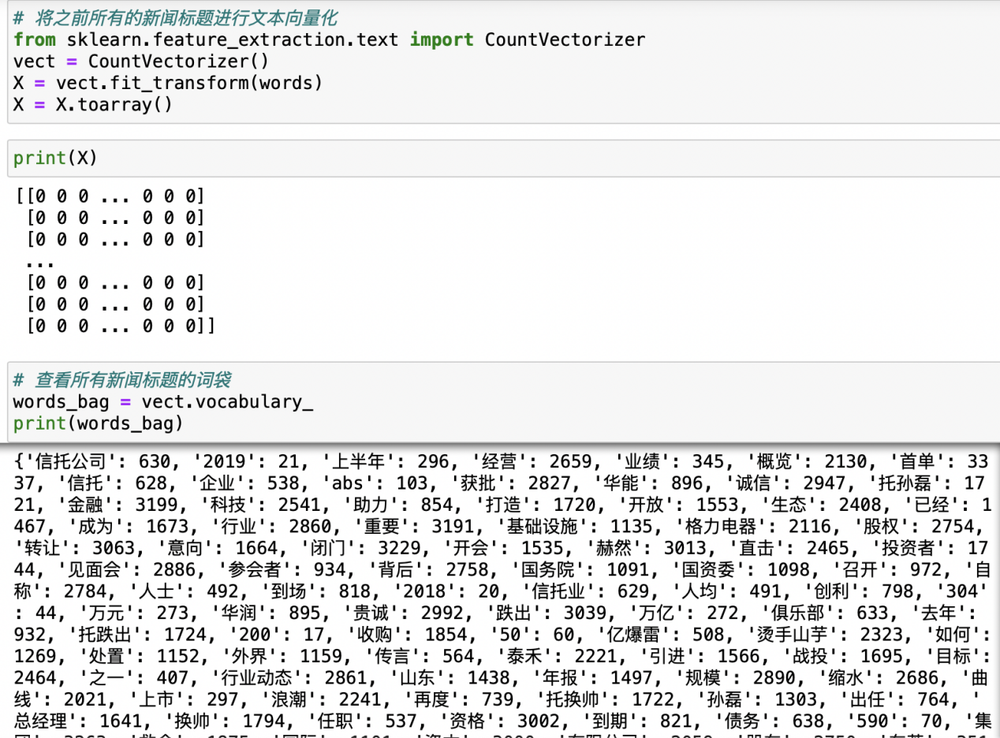 # 将之前所有的新闻标题进行文本向量化
from sklearn.feature_extraction.text import CountVectorizer
vect = CountVectorizer()
X = vect.fit_transform(words)
X = X.toarray()
print(X)
[[0 0 0 ... 0 0 0]
[0 0 0 ... 0 0 0]
[0 0 0 ... 0 0 0]
...
[0 0 0 ... 0 0 0]
[0 0 0 ... 0 0 0]
[0 0 0 ... 0 0 0]]
# 查看所有新闻标题的词袋
words_bag = vect.vocabulary_
print(words_bag)
{'信托公司': 630, '2019': 21, '上半年': 296, '经营': 2659, '业绩': 345, '概览': 2130, '首单': 33
37, '信托': 628, '企业': 538, 'abs': 103, '获批': 2827, '华能': 896, '诚信': 2947, '托孙磊': 17
21, '金融': 3199, '科技': 2541, '助力': 854, '打造': 1720, '开放': 1553, '生态': 2408, '已经': 1
467, '成为': 1673, '行业': 2860, '重要': 3191, '基础设施': 1135, '格力电器': 2116, '股权': 2754,
'转让': 3063, '意向': 1664, '闭门': 3229, '开会': 1535, '赫然': 3013, '直击': 2465, '投资者': 17
44, '见面会': 2886, '参会者': 934, '背后': 2758, '国务院': 1091, '国资委': 1098, '召开': 972, '自
称': 2784, '人士': 492, '到场': 818, '2018': 20, '信托业': 629, '人均': 491, '创利': 798, '304'
: 44, '万元': 273, '华润': 895, '贵诚': 2992, '跌出': 3039, '万亿': 272, '俱乐部': 633, '去年':
932, '托跌出': 1724, '200': 17, '收购': 1854, '50': 60, '亿爆雷': 508, '烫手山芋': 2323, '如何':
1269, '处置': 1152, '外界': 1159, '传言': 564, '泰禾': 2221, '引进': 1566, '战投': 1695, '目标':
2464, '之一': 407, '行业动态': 2861, '山东': 1438, '年报': 1497, '规模': 2890, '缩水': 2686, '曲
线': 2021, '上市': 297, '浪潮': 2241, '再度': 739, '托换帅': 1722, '孙磊': 1303, '出任': 764, '
总经理': 1641, '换帅': 1794, '任职': 537, '资格': 3002, '到期': 821, '债务': 638, '590': 70, '集